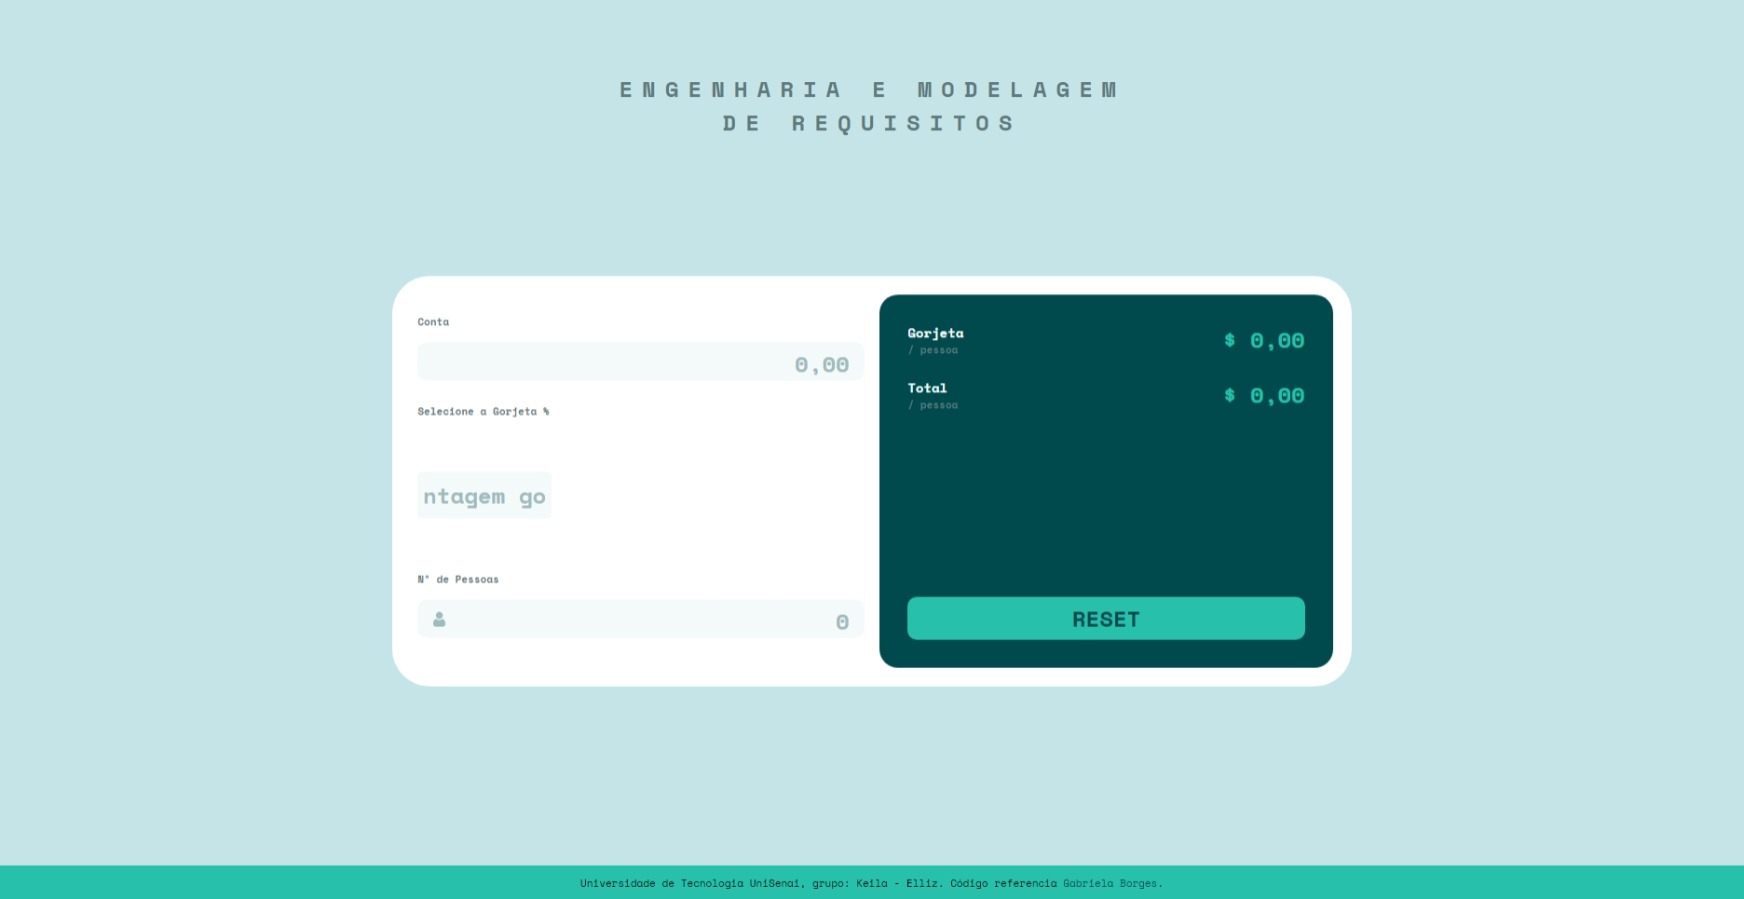 ENGENHARIA E MODELAGEM
DE REQUISITOS
Conta
0,00
Selecione a Gorjeta %
ntagem go
N° de Pessoas
0
Gorjeta
/ pessoa
$ 0,00
Total
/ pessoa
$ 0,00
RESET
Universidade de Tecnologia UniSenai, grupo: Keila - Elliz. Código referencia Gabriela Borges.